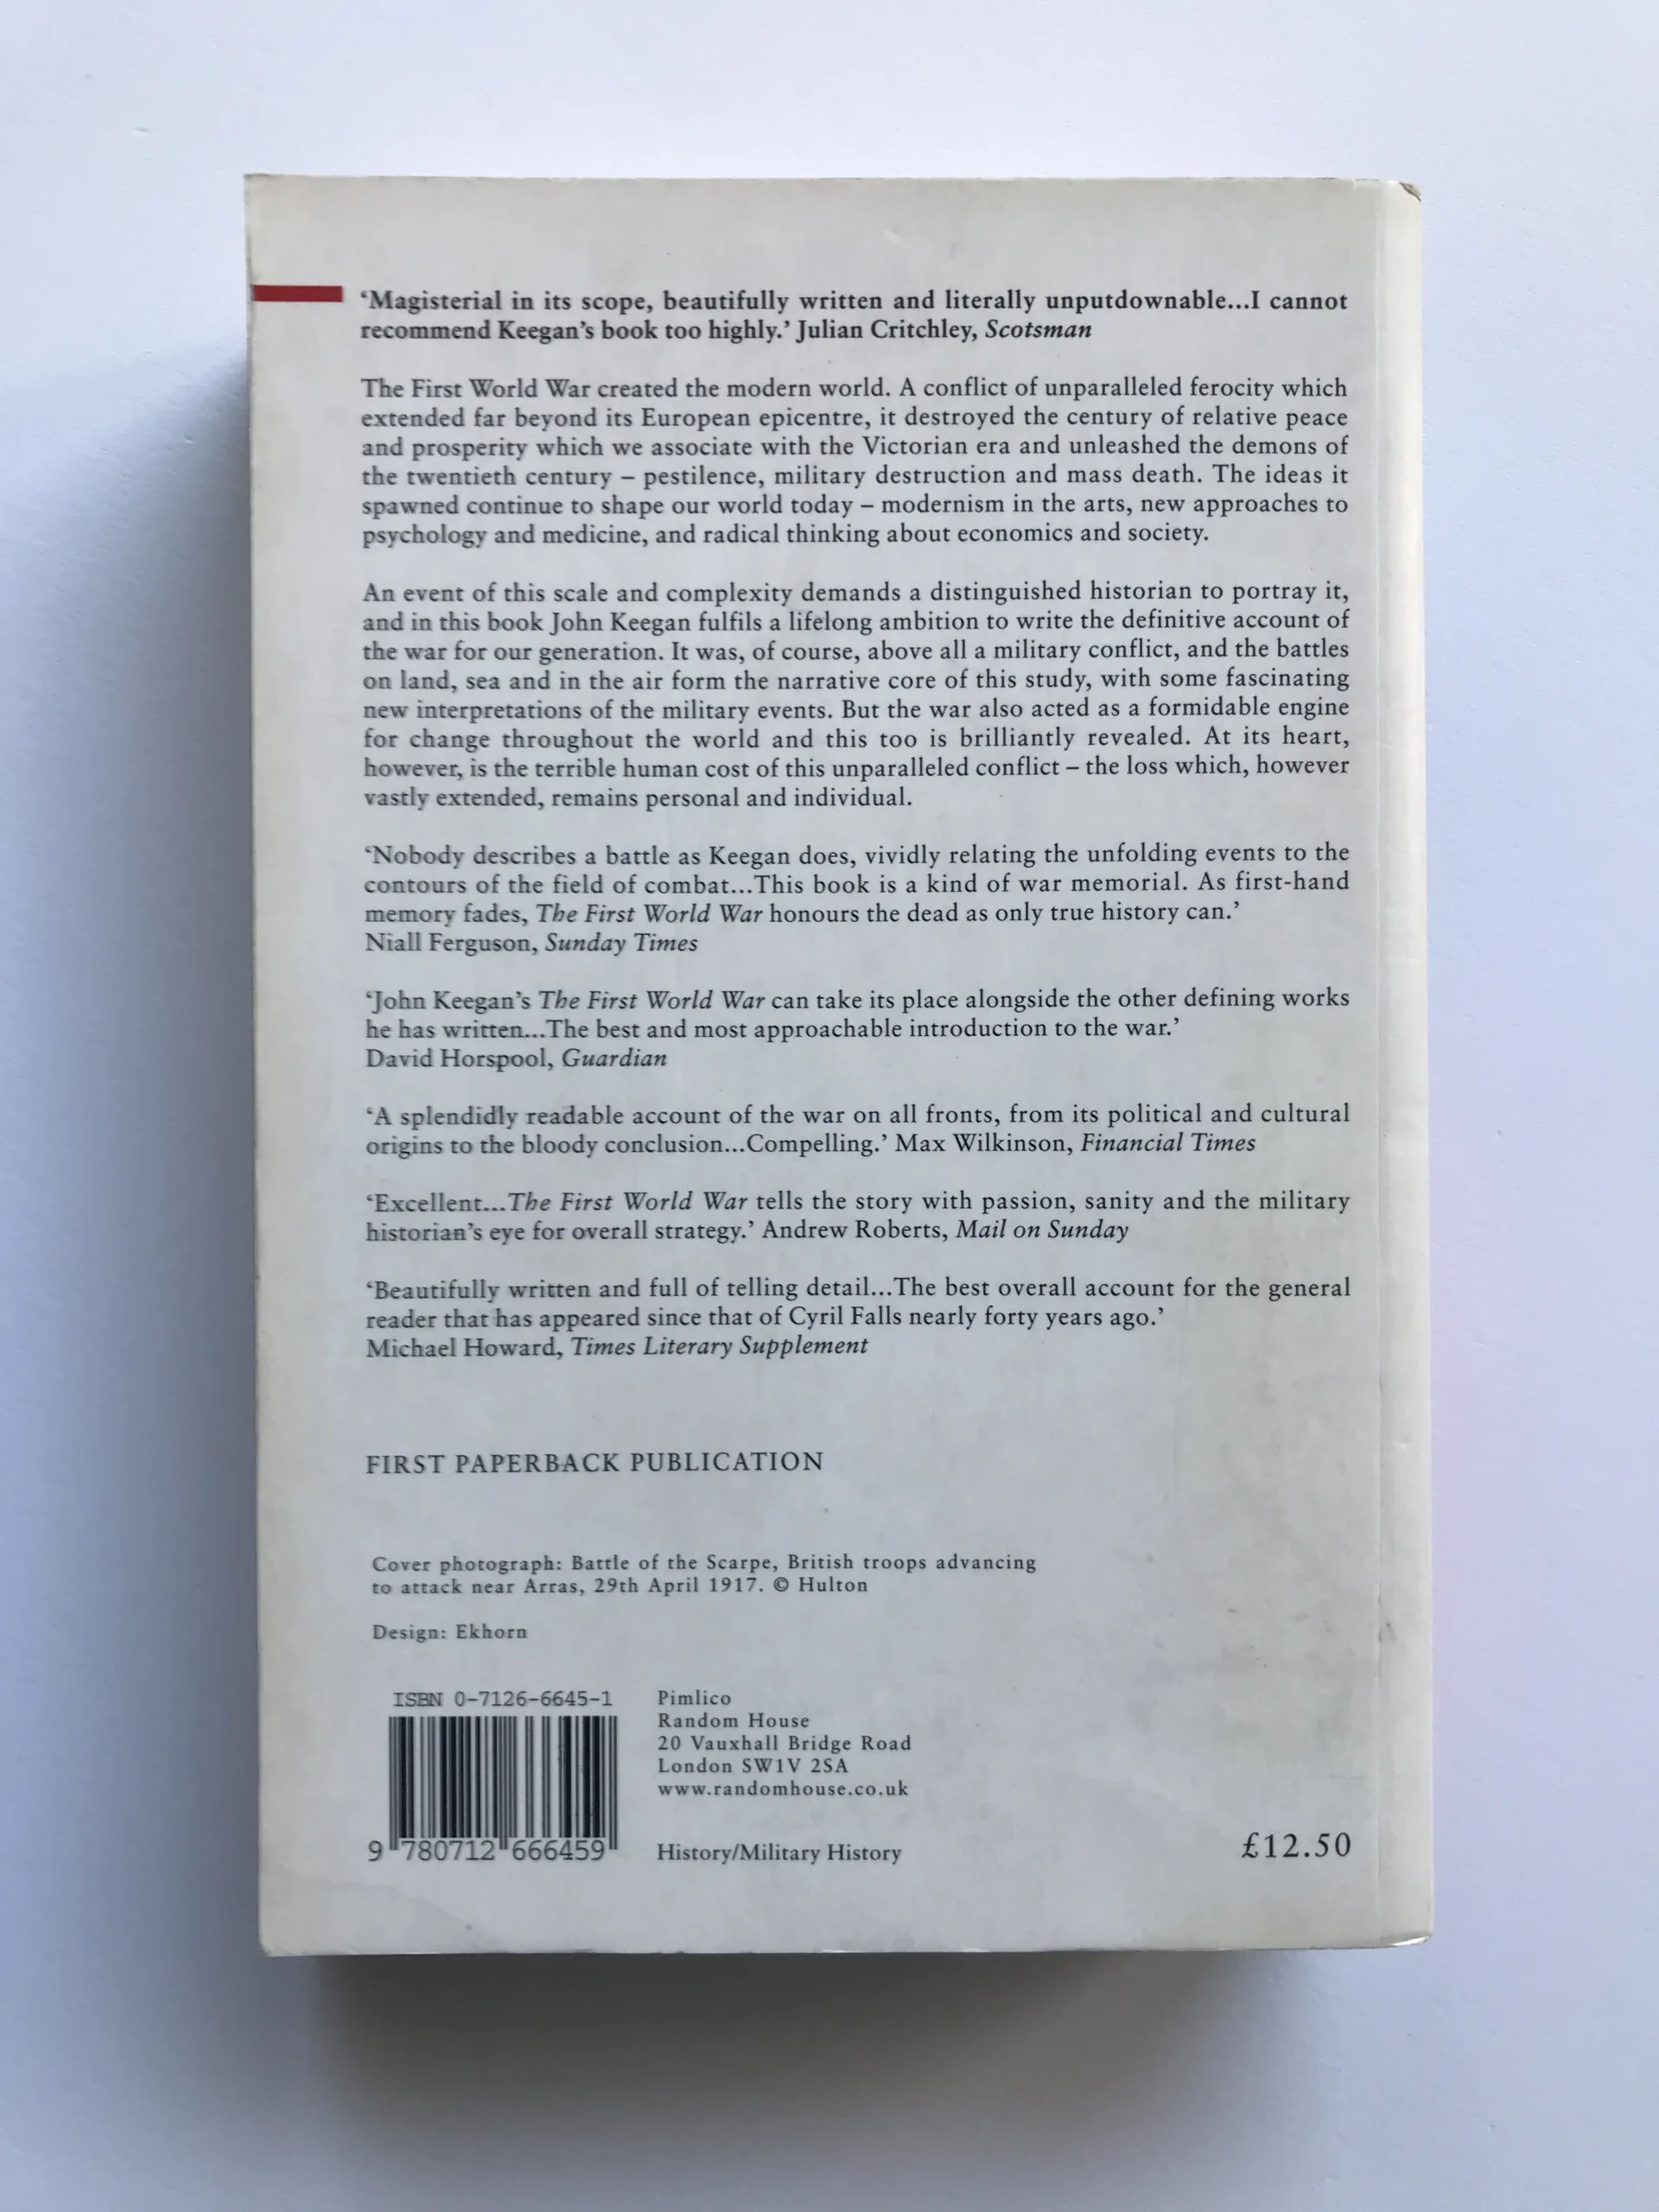 ‘Magisterial in its scope, beautifully written and literally unputdownable...I cannot
recommend Keegan’s book too highly.’ Julian Critchley, Scotsman
The First World War created the modern world. A conflict of unparalleled ferocity which
extended far beyond its European epicentre, it destroyed the century of relative peace
and prosperity which we associate with the Victorian era and unleashed the demons of
the twentieth century – pestilence, military destruction and mass death. The ideas it
spawned continue to shape our world today – modernism in the arts, new approaches to
psychology and medicine, and radical thinking about economics and society.
An event of this scale and complexity demands a distinguished historian to portray it,
and in this book John Keegan fulfils a lifelong ambition to write the definitive account of
the war for our generation. It was, of course, above all a military conflict, and the battles
on land, sea and in the air form the narrative core of this study, with some fascinating
new interpretations of the military events. But the war also acted as a formidable engine
for change throughout the world and this too is brilliantly revealed. At its heart,
however, is the terrible human cost of this unparalleled conflict – the loss which, however
vastly extended, remains personal and individual.
‘Nobody describes a battle as Keegan does, vividly relating the unfolding events to the
contours of the field of combat...This book is a kind of war memorial. As first-hand
memory fades, The First World War honours the dead as only true history can.’
Niall Ferguson, Sunday Times
‘John Keegan’s The First World War can take its place alongside the other defining works
he has written...The best and most approachable introduction to the war.’
David Horspool, Guardian
‘A splendidly readable account of the war on all fronts, from its political and cultural
origins to the bloody conclusion...Compelling.’ Max Wilkinson, Financial Times
‘Excellent...The First World War tells the story with passion, sanity and the military
historian’s eye for overall strategy.’ Andrew Roberts, Mail on Sunday
‘Beautifully written and full of telling detail...The best overall account for the general
reader that has appeared since that of Cyril Falls nearly forty years ago.’
Michael Howard, Times Literary Supplement
FIRST PAPERBACK PUBLICATION
Cover photograph: Battle of the Scarpe, British troops advancing
to attack near Arras, 29th April 1917. © Hulton
Design: Ekhorn
ISBN 0-7126-6645-1
9 780712 666459
Pimlico
Random House
20 Vauxhall Bridge Road
London SW1V 2SA
www.randomhouse.co.uk
History/Military History
£12.50